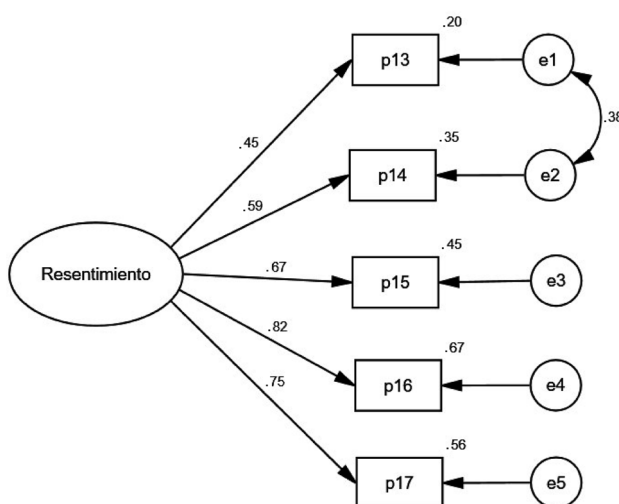 .20
p13
e1
.38
.45
.35
p14
e2
.59
.45
Resentimiento
.67
p15
e3
.82
.67
p16
e4
.75
.56
p17
e5